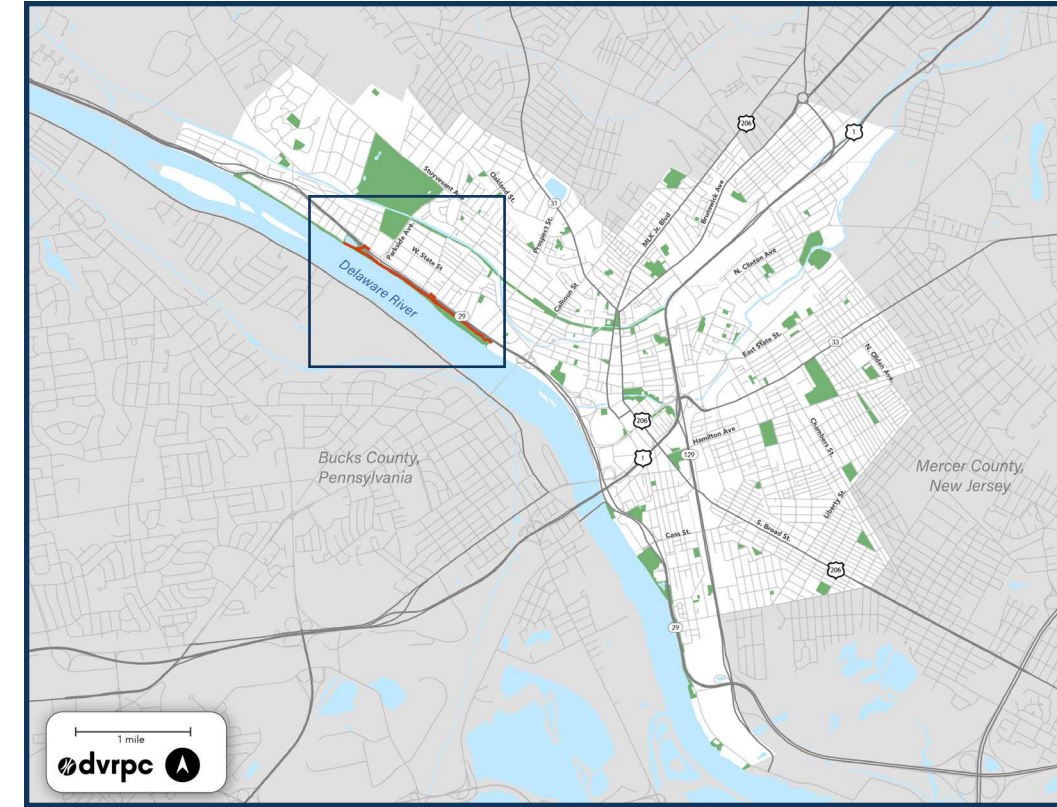 206
1
Stuyvesant Ave.
Oakland St.
31
Prospect St.
Brunswick Ave
MLK Jr. Blvd
Parkside Ave.
W. State St
N. Clinton Ave
Delaware River
Calhoun St
29
East State St.
33
N. Olden Ave.
206
Hamilton Ave
Chambers St.
1
129
Bucks County,
Pennsylvania
Mercer County,
New Jersey
Liberty St.
S. Broad St.
Cass St.
206
29
1 mile
dvrpc